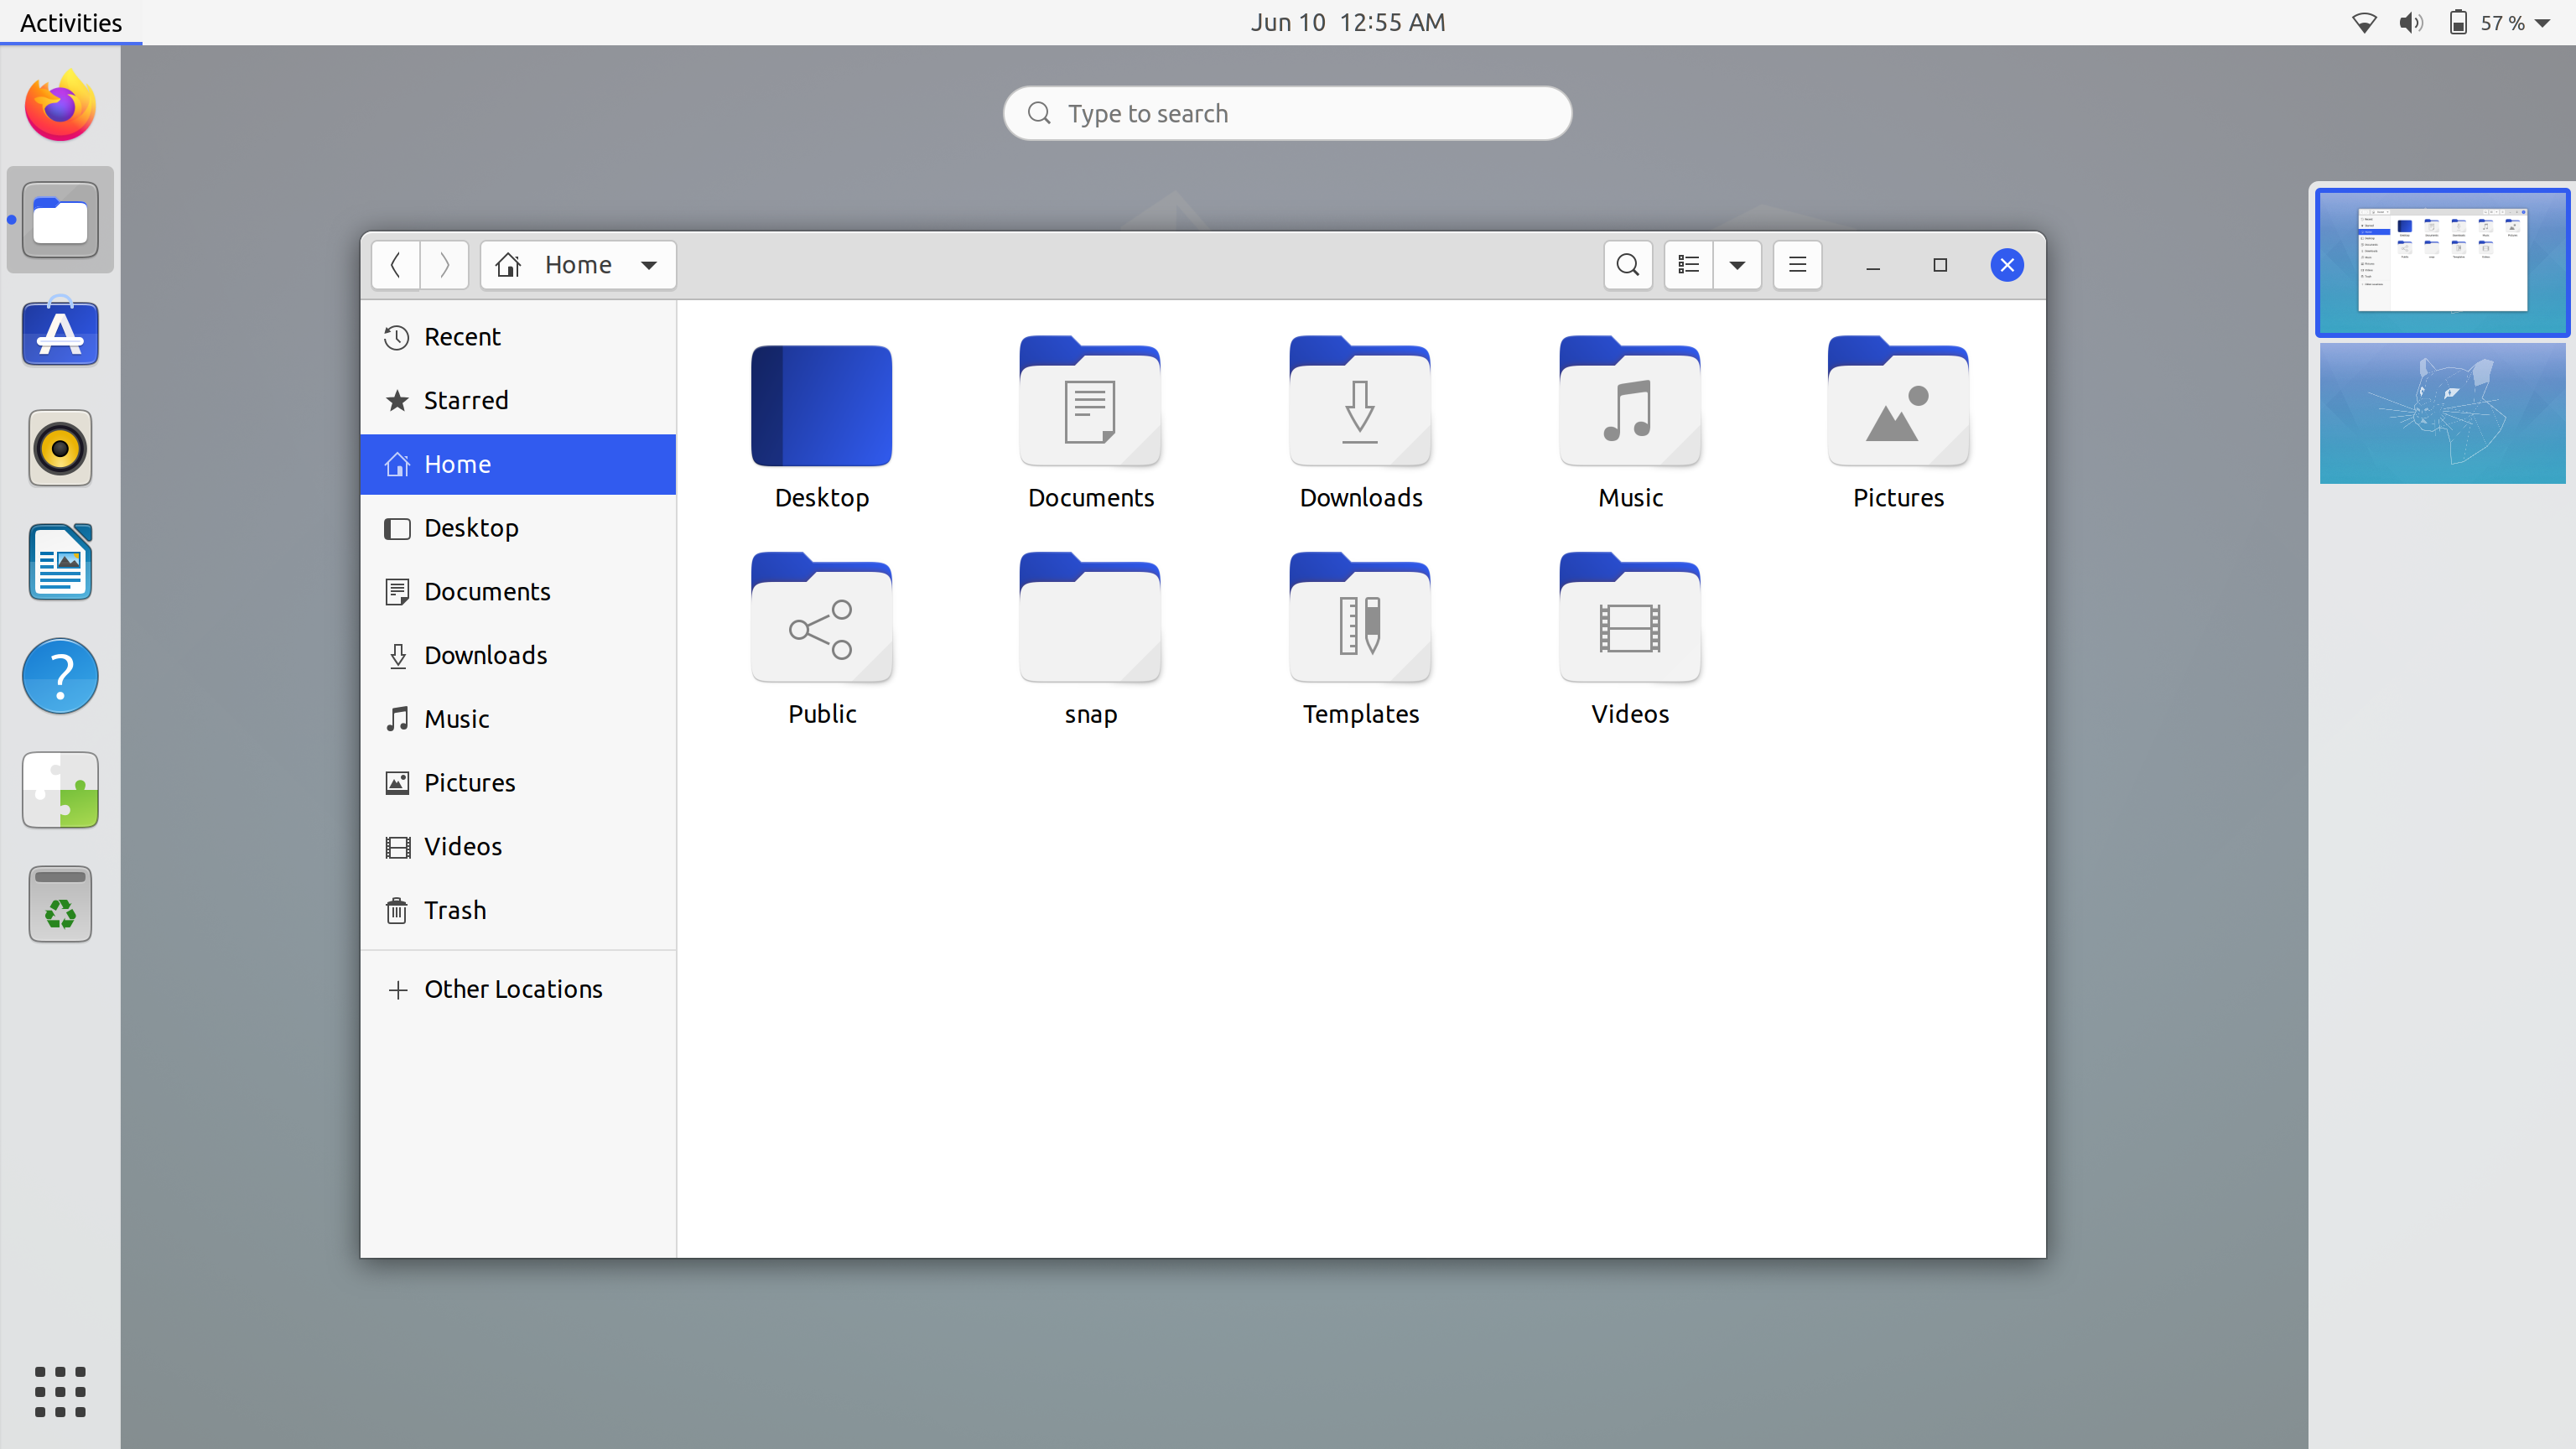 Activities
Jun 10 12:55 AM
57 %
Type to search
Home
Recent
Starred
Home
Desktop
Documents
Downloads
Music
Pictures
Videos
Trash
Other Locations
Desktop
Documents
Downloads
Music
Pictures
Public
snap
Templates
Videos